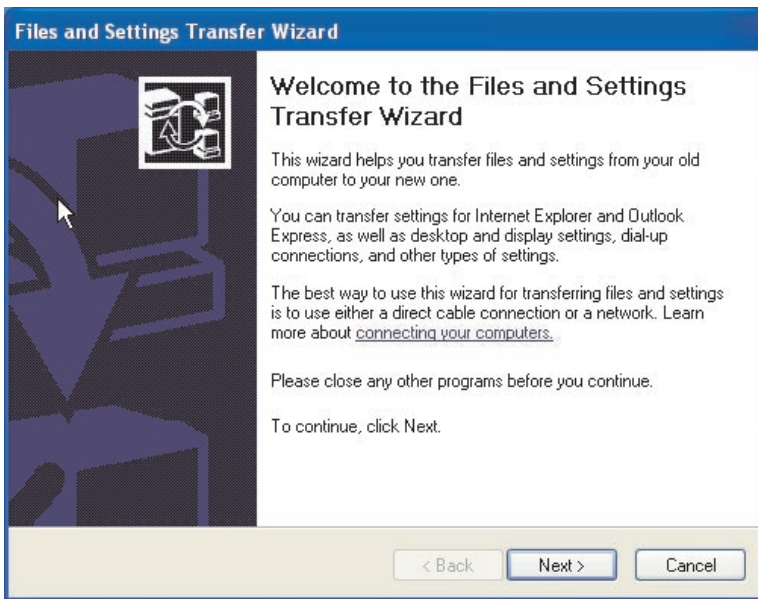 Files and Settings Transfer Wizard
Welcome to the Files and Settings
Transfer Wizard
This wizard helps you transfer files and settings from your old
computer to your new one.
You can transfer settings for Internet Explorer and Outlook
Express, as well as desktop and display settings, dial-up
connections, and other types of settings.
The best way to use this wizard for transferring files and settings
is to use either a direct cable connection or a network. Learn
more about connecting your computers.
Please close any other programs before you continue.
To continue, click Next.
< Back Next > Cancel